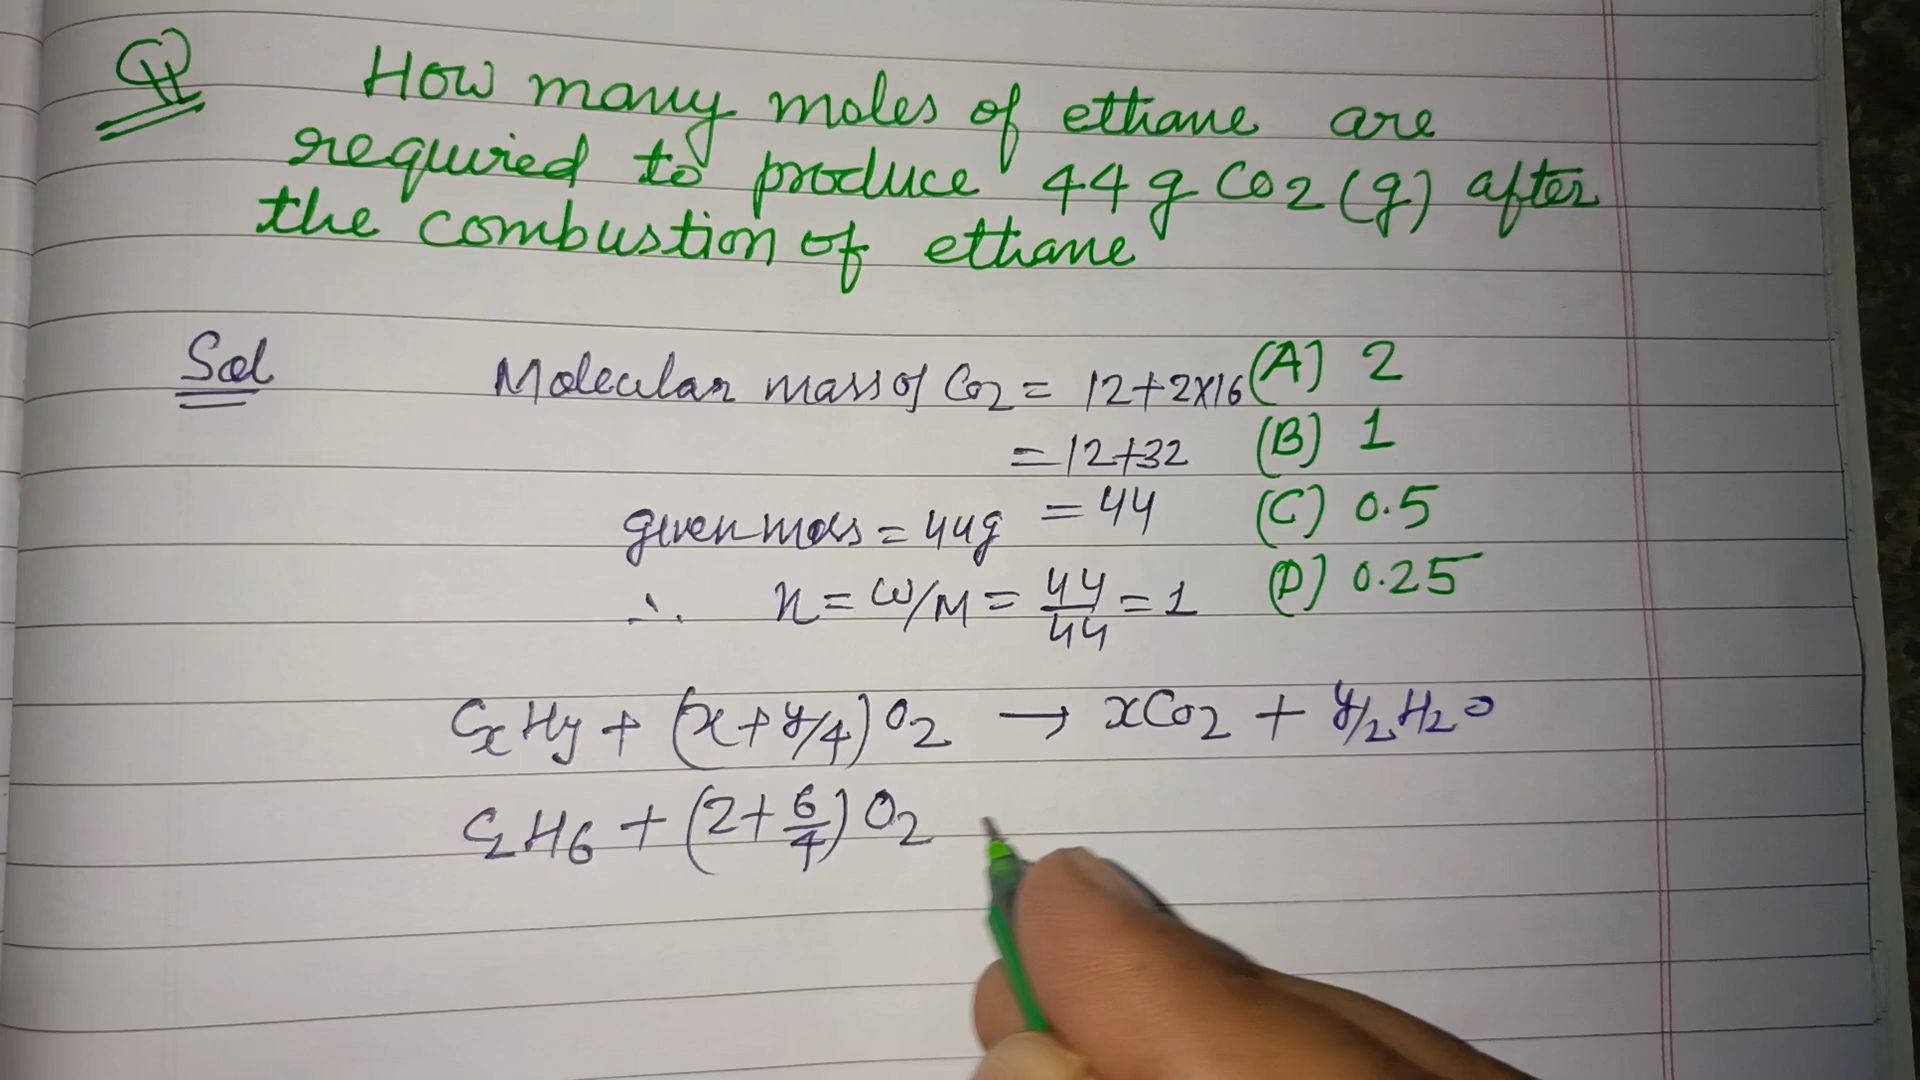 Q How many moles of ethane are
required to produce 44 g CO2 (g) after
the combustion of ethane
Sol Molecular mass of CO2 = 12+2x16 (A) 2
= 12+32 (B) 1
given mass = 44g = 44 (C) 0.5
∴ n = W/M = 44/44 = 1 (D) 0.25
CxHy + (x+y/4) O2 → xCO2 + y/2 H2O
C2H6 + (2+6/4) O2